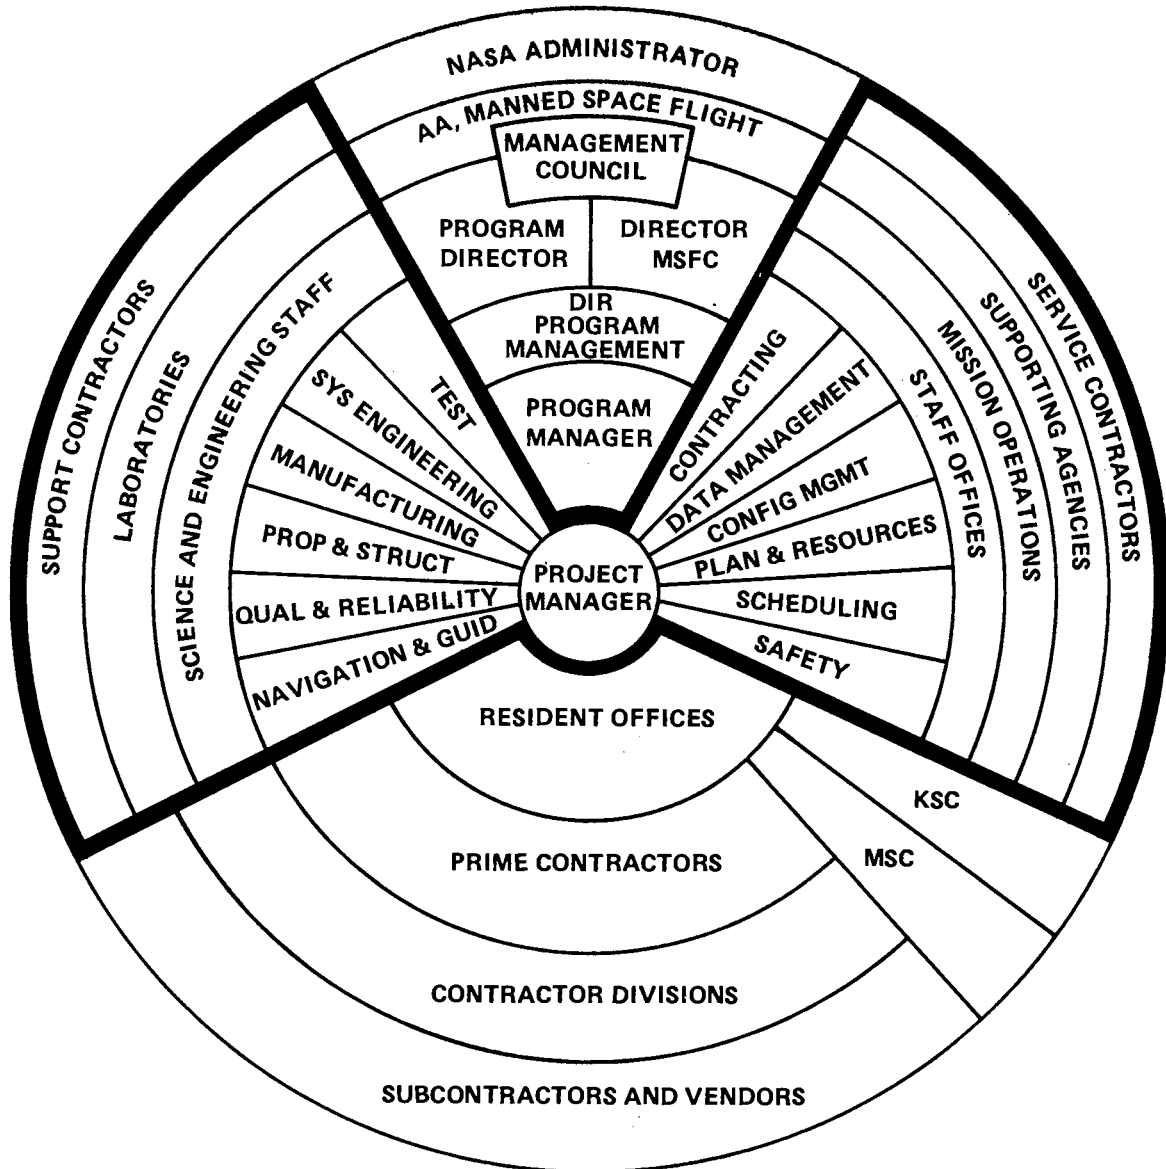 NASA ADMINISTRATOR
AA, MANNED SPACE FLIGHT
MANAGEMENT
COUNCIL
PROGRAM
DIRECTOR
DIRECTOR
MSFC
DIR
PROGRAM
MANAGEMENT
PROGRAM
MANAGER
PROJECT
MANAGER
SUPPORT CONTRACTORS
LABORATORIES
SCIENCE AND ENGINEERING STAFF
TEST
SYS ENGINEERING
MANUFACTURING
PROP & STRUCT
QUAL & RELIABILITY
NAVIGATION & GUID
CONTRACTING
DATA MANAGEMENT
CONFIG MGMT
PLAN & RESOURCES
SCHEDULING
SAFETY
STAFF OFFICES
MISSION OPERATIONS
SUPPORTING AGENCIES
SERVICE CONTRACTORS
RESIDENT OFFICES
KSC
MSC
PRIME CONTRACTORS
CONTRACTOR DIVISIONS
SUBCONTRACTORS AND VENDORS